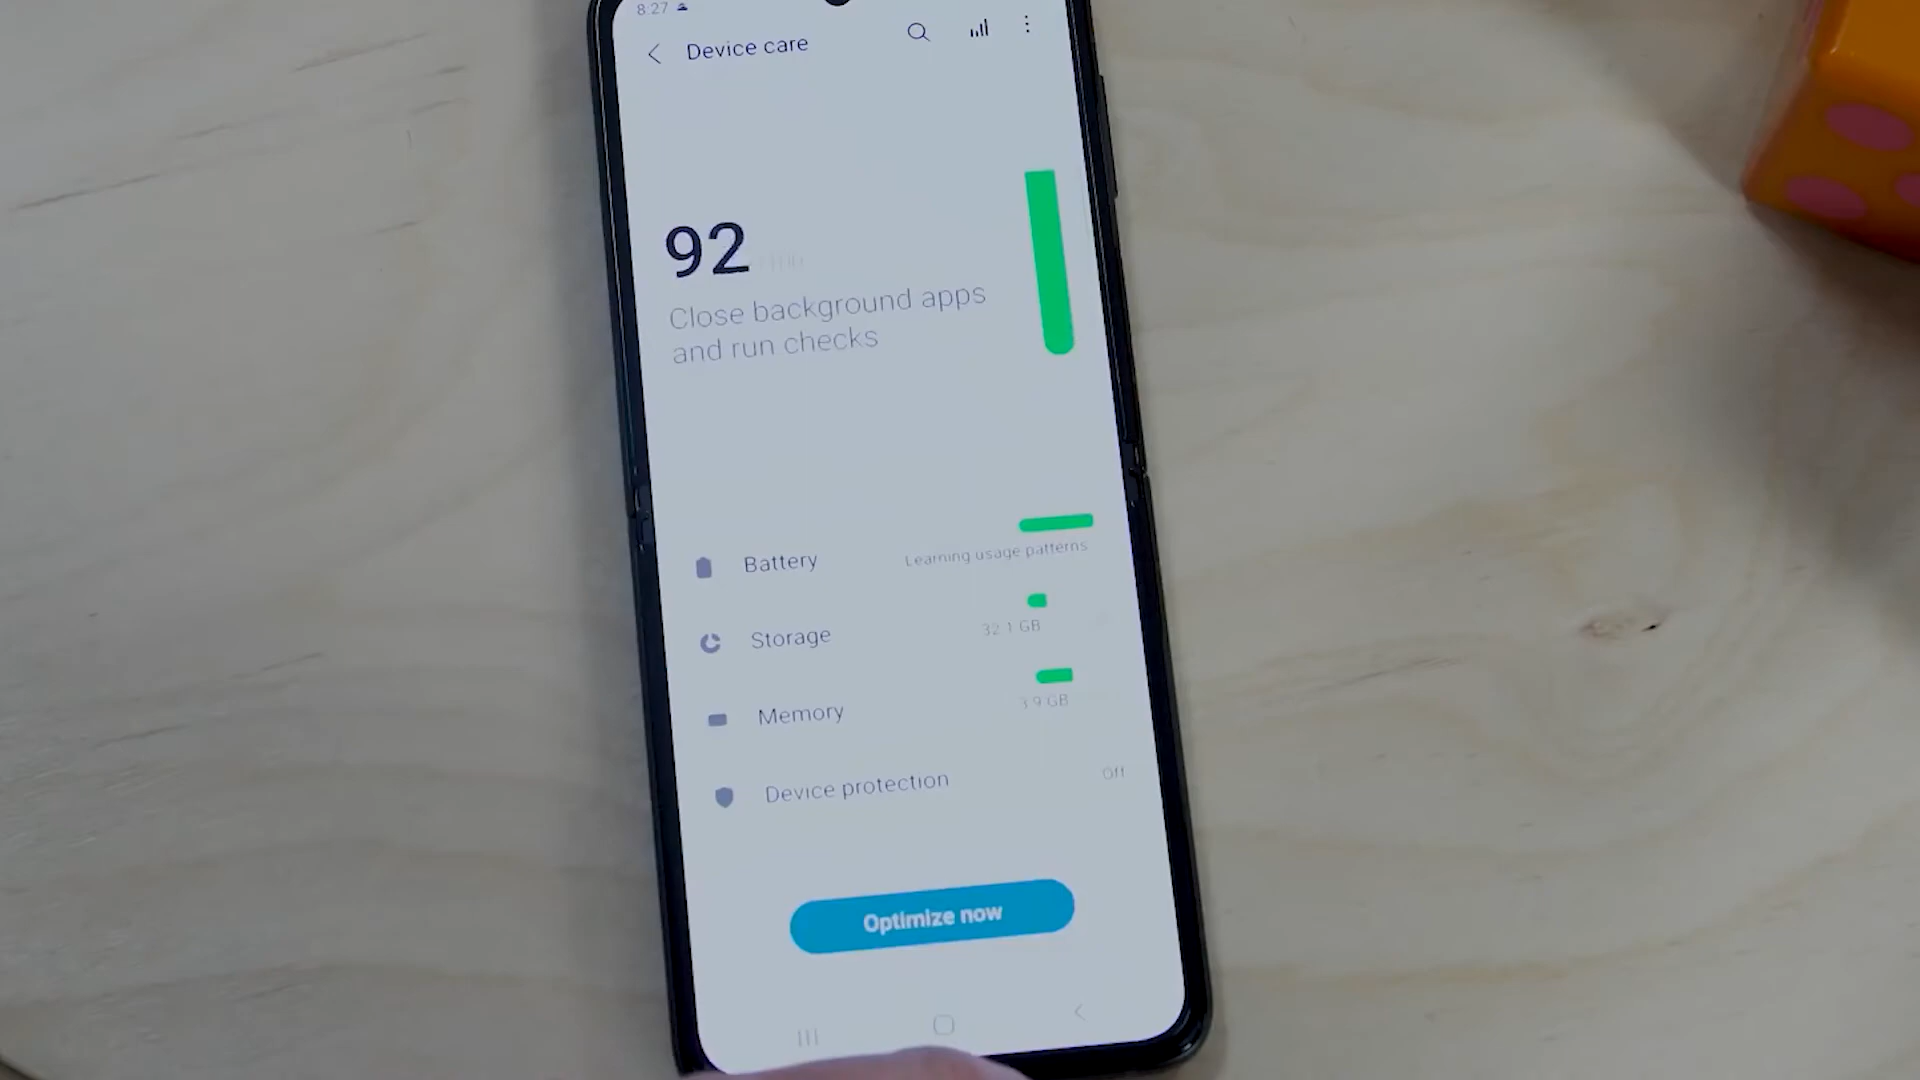 8:27
Device care
92
Close background apps
and run checks
Battery
Learning usage patterns
Storage
32.1 GB
Memory
3.9 GB
Device protection
Off
Optimize now